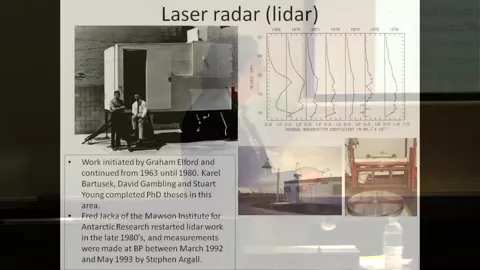 Laser radar (lidar)
• Work initiated by Graham Elford and
continued from 1963 until 1980. Karel
Bartusek, David Gambling and Stuart
Young completed PhD theses in this
area.
• Fred Jacka of the Mawson Institute for
Antarctic Research restarted lidar work
in the late 1980's, and measurements
were made at BP between March 1992
and May 1993 by Stephen Argall.